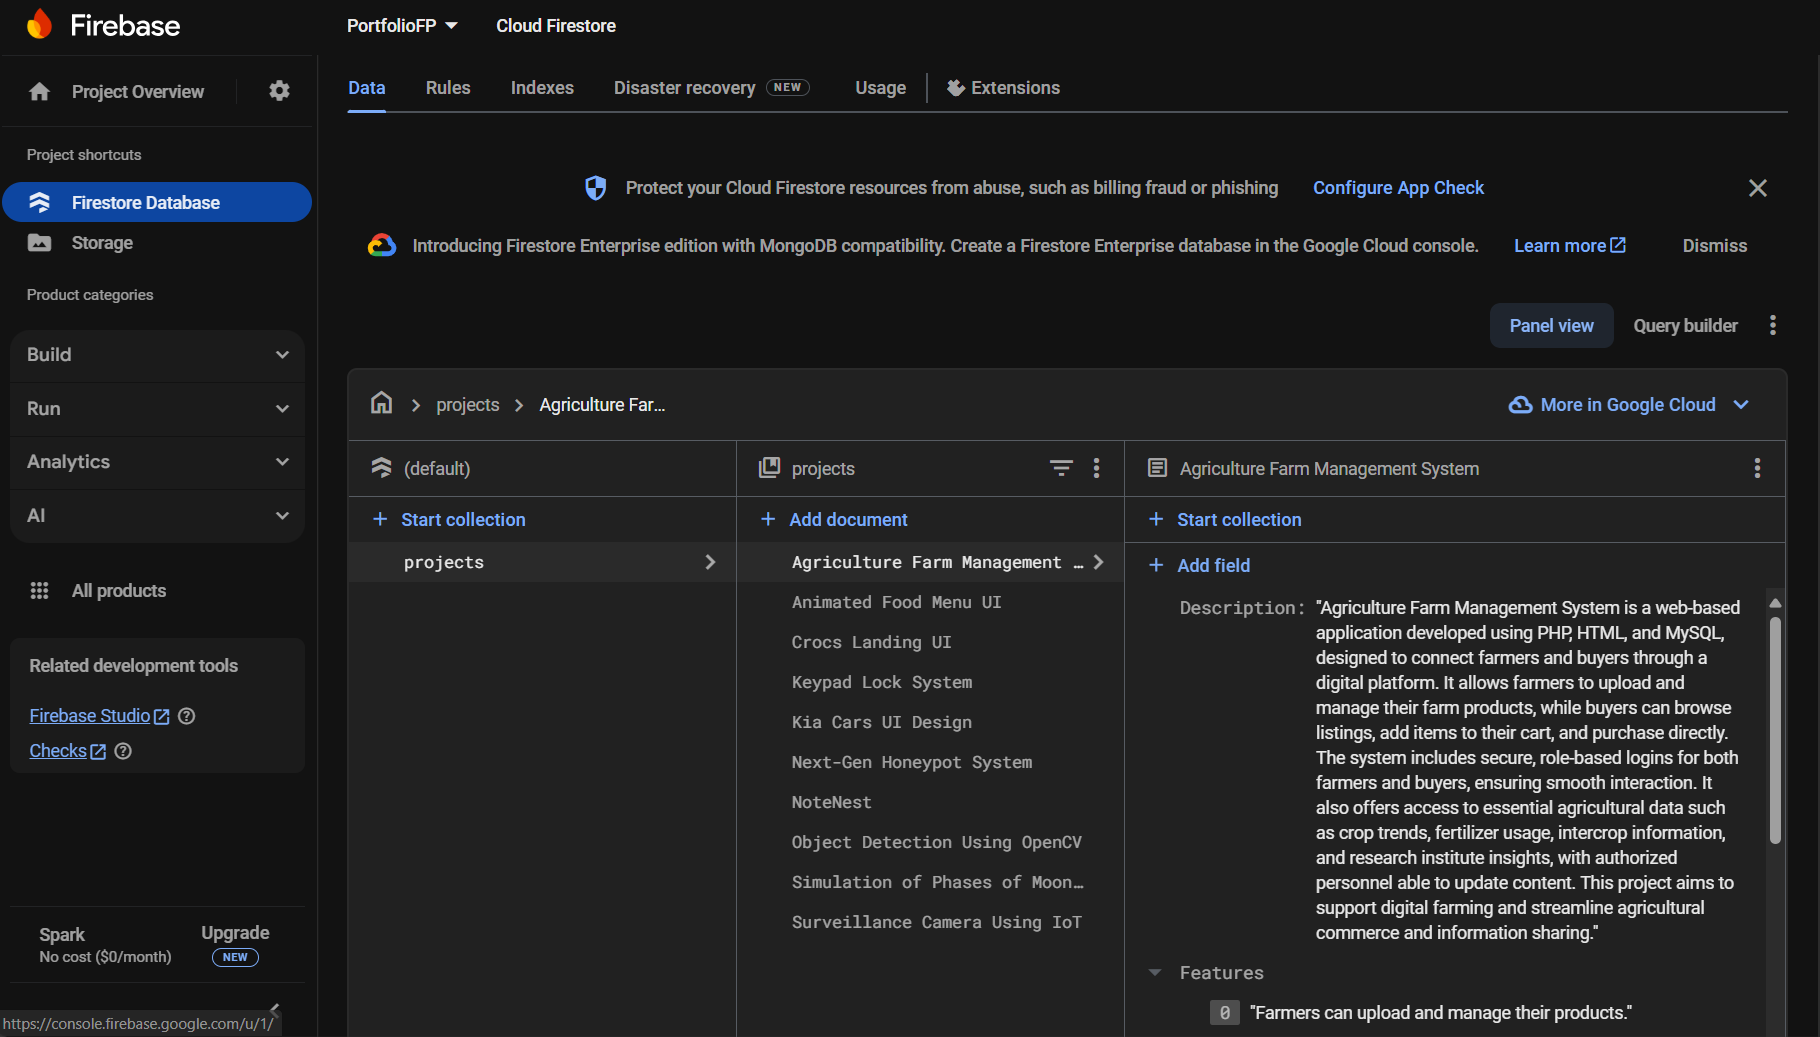 Firebase
PortfolioFP
Cloud Firestore
Project Overview
Project shortcuts
Firestore Database
Storage
Product categories
Build
Run
Analytics
AI
All products
Related development tools
Firebase Studio
Checks
Spark
No cost ($0/month)
Upgrade
NEW
https://console.firebase.google.com/u/1/
Data
Rules
Indexes
Disaster recovery NEW
Usage
Extensions
Protect your Cloud Firestore resources from abuse, such as billing fraud or phishing
Configure App Check
Introducing Firestore Enterprise edition with MongoDB compatibility. Create a Firestore Enterprise database in the Google Cloud console.
Learn more
Dismiss
Panel view
Query builder
projects
Agriculture Far...
More in Google Cloud
(default)
+ Start collection
projects
projects
+ Add document
Agriculture Farm Management …
Animated Food Menu UI
Crocs Landing UI
Keypad Lock System
Kia Cars UI Design
Next-Gen Honeypot System
NoteNest
Object Detection Using OpenCV
Simulation of Phases of Moon…
Surveillance Camera Using IoT
Agriculture Farm Management System
+ Start collection
+ Add field
Description: "Agriculture Farm Management System is a web-based
application developed using PHP, HTML, and MySQL,
designed to connect farmers and buyers through a
digital platform. It allows farmers to upload and
manage their farm products, while buyers can browse
listings, add items to their cart, and purchase directly.
The system includes secure, role-based logins for both
farmers and buyers, ensuring smooth interaction. It
also offers access to essential agricultural data such
as crop trends, fertilizer usage, intercrop information,
and research institute insights, with authorized
personnel able to update content. This project aims to
support digital farming and streamline agricultural
commerce and information sharing."
Features
0 "Farmers can upload and manage their products."